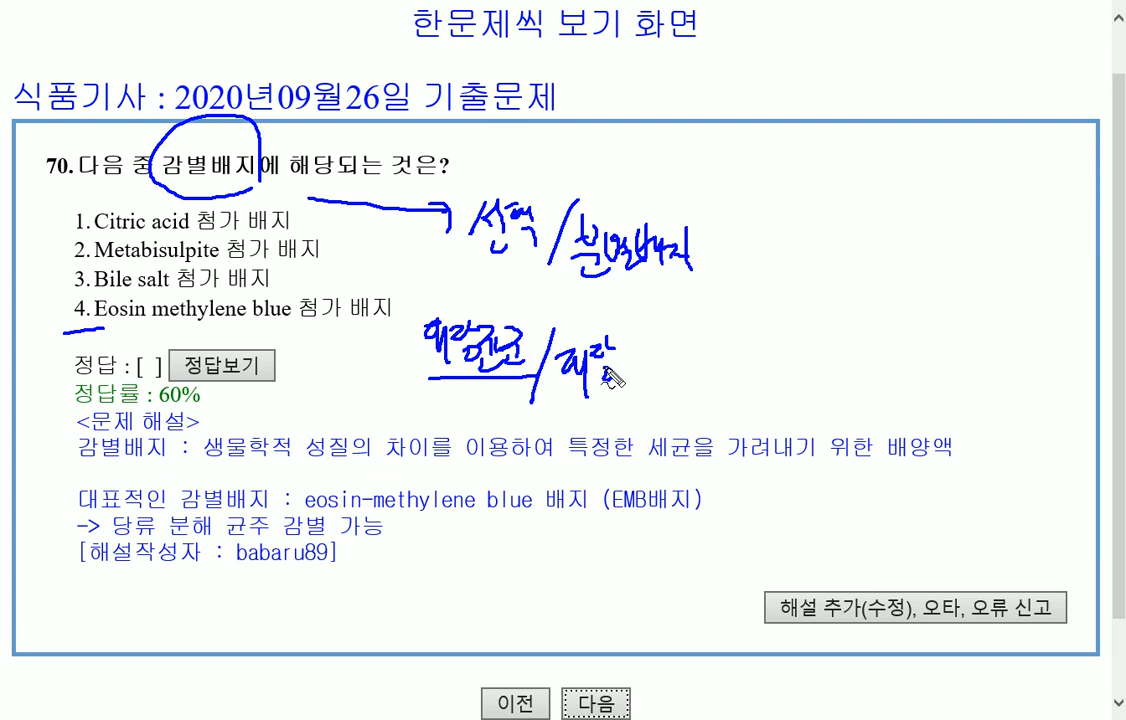 한문제씩 보기 화면
식품기사 : 2020년09월26일 기출문제
70. 다음 중 감별배지에 해당되는 것은?
1. Citric acid 첨가 배지
2. Metabisulpite 첨가 배지
3. Bile salt 첨가 배지
4. Eosin methylene blue 첨가 배지
선택 / 분별배지
정답 : [ ] 정답보기
정답률 : 60%
<문제 해설>
감별배지 : 생물학적 성질의 차이를 이용하여 특정한 세균을 가려내기 위한 배양액
대표적인 감별배지 : eosin-methylene blue 배지 (EMB배지)
-> 당류 분해 균주 감별 가능
[해설작성자 : babaru89]
해설 추가(수정), 오타, 오류 신고
이전 다음